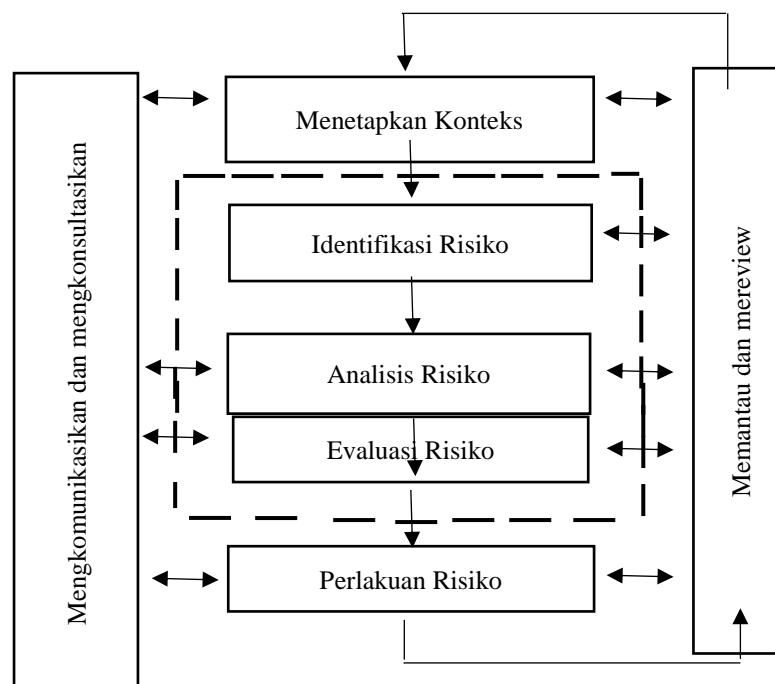 Mengkomunikasikan dan mengkonsultasikan
Menetapkan Konteks
Identifikasi Risiko
Analisis Risiko
Evaluasi Risiko
Perlakuan Risiko
Memantau dan mereview